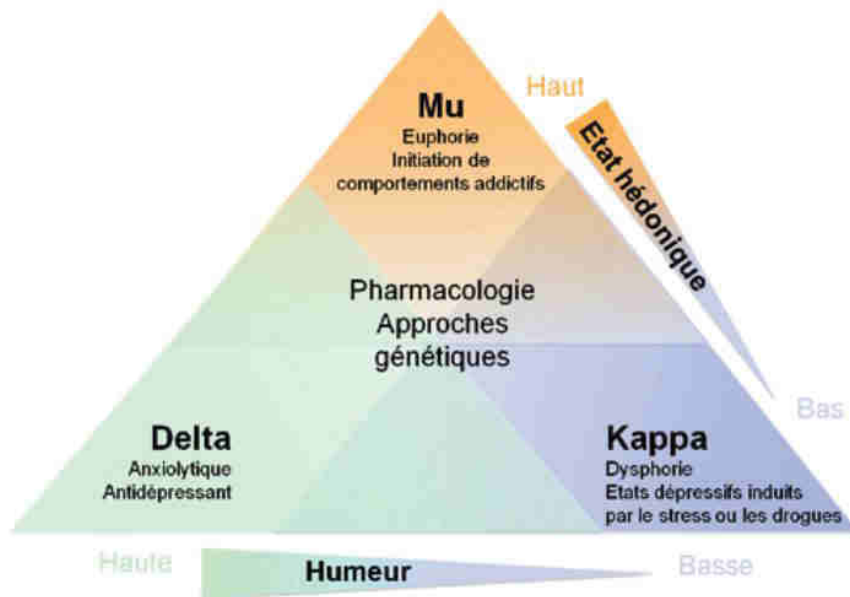 Mu
Euphorie
Initiation de
comportements addictifs
Haut
Etat hédonique
Bas
Pharmacologie
Approches
génétiques
Delta
Anxiolytique
Antidépressant
Kappa
Dysphorie
Etats dépressifs induits
par le stress ou les drogues
Haute
Humeur
Basse